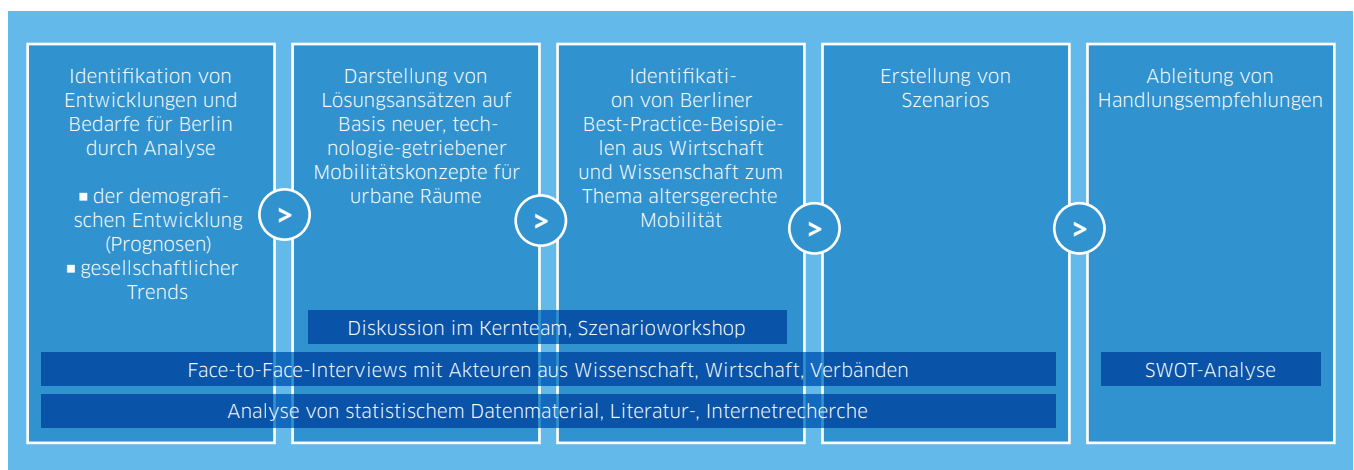 Identifikation von
Entwicklungen und
Bedarfe für Berlin
durch Analyse
▪ der demografi-
schen Entwicklung
(Prognosen)
▪ gesellschaftlicher
Trends
>
Darstellung von
Lösungsansätzen auf
Basis neuer, tech-
nologie-getriebener
Mobilitätskonzepte für
urbane Räume
>
Identifikati-
on von Berliner
Best-Practice-Beispie-
len aus Wirtschaft
und Wissenschaft zum
Thema altersgerechte
Mobilität
>
Erstellung von
Szenarios
>
Ableitung von
Handlungsempfehlungen
Diskussion im Kernteam, Szenarioworkshop
Face-to-Face-Interviews mit Akteuren aus Wissenschaft, Wirtschaft, Verbänden
SWOT-Analyse
Analyse von statistischem Datenmaterial, Literatur-, Internetrecherche